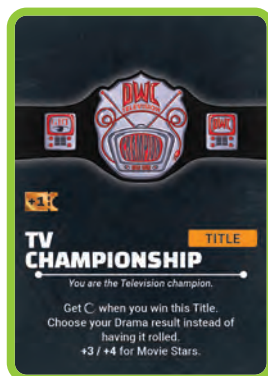 DWC
+1
TV
CHAMPIONSHIP
TITLE
You are the Television champion.
Get when you win this Title.
Choose your Drama result instead of
having it rolled.
+3 / +4 for Movie Stars.